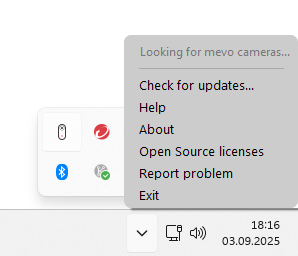 Looking for mevo cameras...
Check for updates...
Help
About
Open Source licenses
Report problem
Exit
18:16
03.09.2025